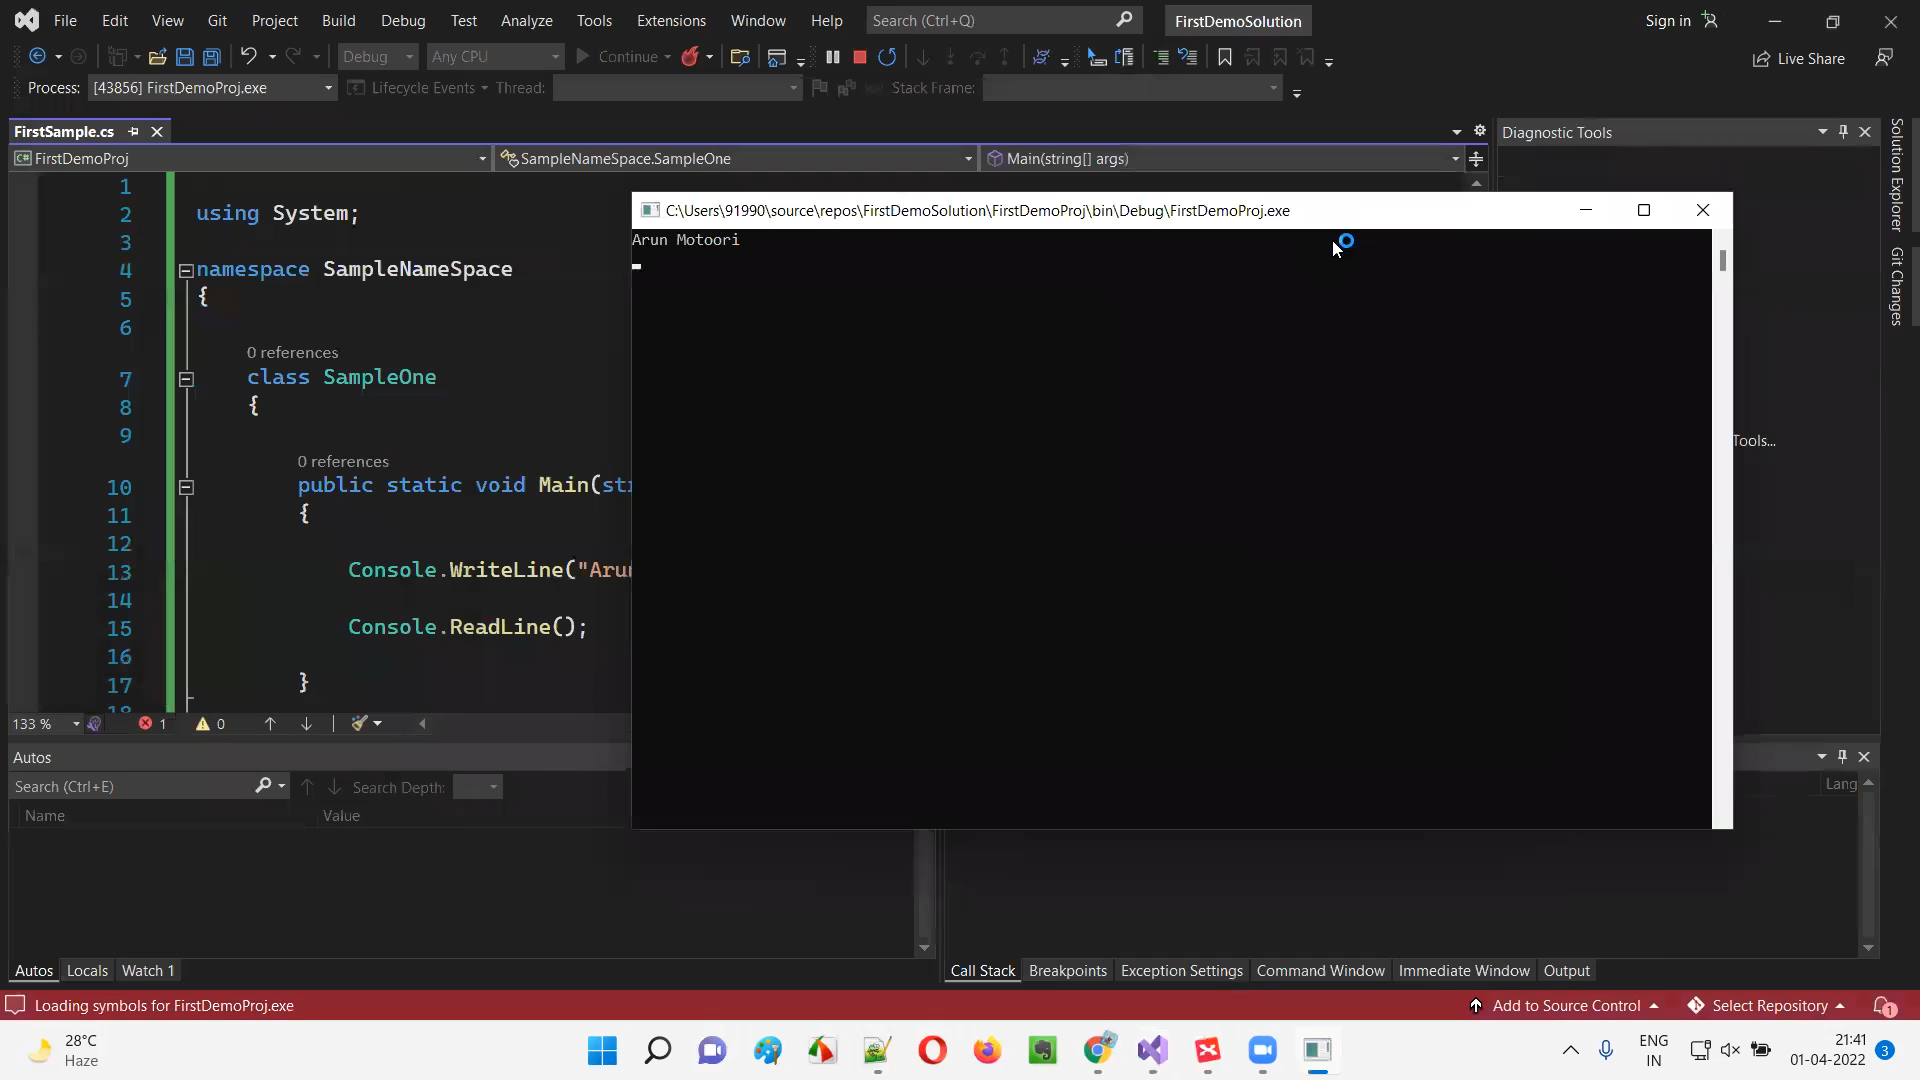 File Edit View Git Project Build Debug Test Analyze Tools Extensions Window Help Search (Ctrl+Q) FirstDemoSolution Sign in
Debug Any CPU Continue Live Share
Process: [43856] FirstDemoProj.exe Lifecycle Events Thread: Stack Frame:
FirstSample.cs
C# FirstDemoProj SampleNameSpace.SampleOne Main(string[] args)
1
2 using System;
3
4 namespace SampleNameSpace
5 {
6
0 references
7 class SampleOne
8 {
9
0 references
10 public static void Main(str
11 {
12
13 Console.WriteLine("Arun
14
15 Console.ReadLine();
16
17 }
18
133 % 1 0
C:\Users\91990\source\repos\FirstDemoSolution\FirstDemoProj\bin\Debug\FirstDemoProj.exe
Arun Motoori
Diagnostic Tools
Tools...
Solution Explorer
Git Changes
Autos
Search (Ctrl+E) Search Depth:
Name Value
Lang
Autos Locals Watch 1
Call Stack Breakpoints Exception Settings Command Window Immediate Window Output
Loading symbols for FirstDemoProj.exe Add to Source Control Select Repository 1
28°C
Haze
ENG
IN
21:41
01-04-2022
3